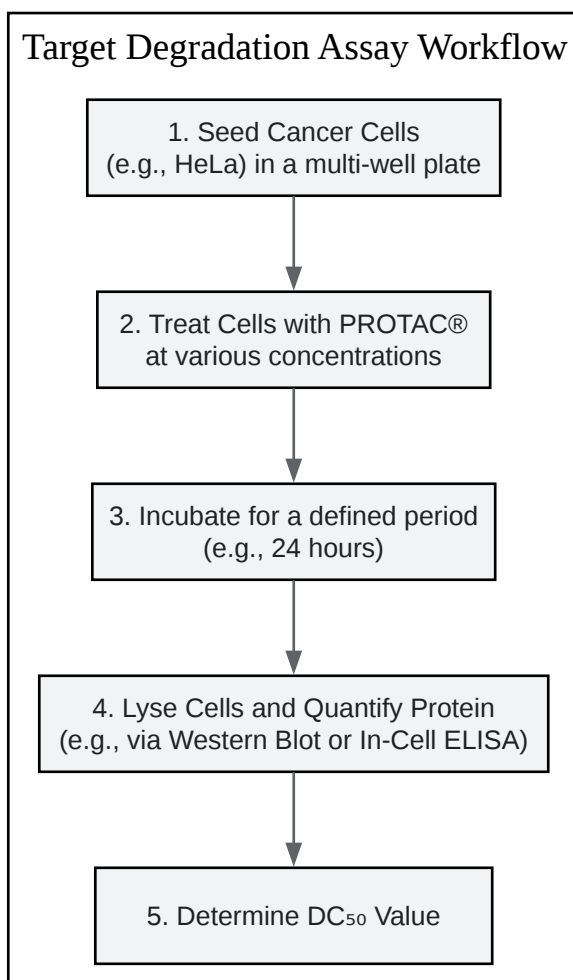 Target Degradation Assay Workflow
1. Seed Cancer Cells
(e.g., HeLa) in a multi-well plate
2. Treat Cells with PROTAC®
at various concentrations
3. Incubate for a defined period
(e.g., 24 hours)
4. Lyse Cells and Quantify Protein
(e.g., via Western Blot or In-Cell ELISA)
5. Determine DC₅₀ Value